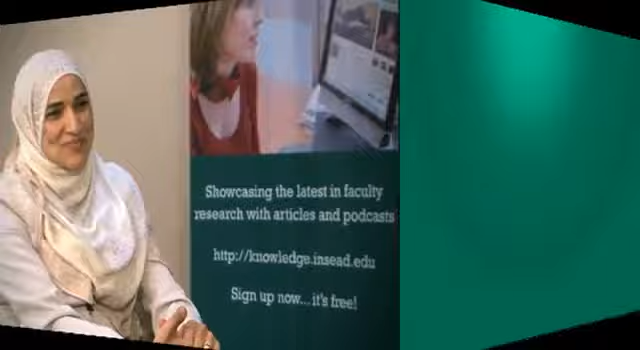 Showcasing the latest in faculty
research with articles and podcasts
http://knowledge.insead.edu
Sign up now...it's free!